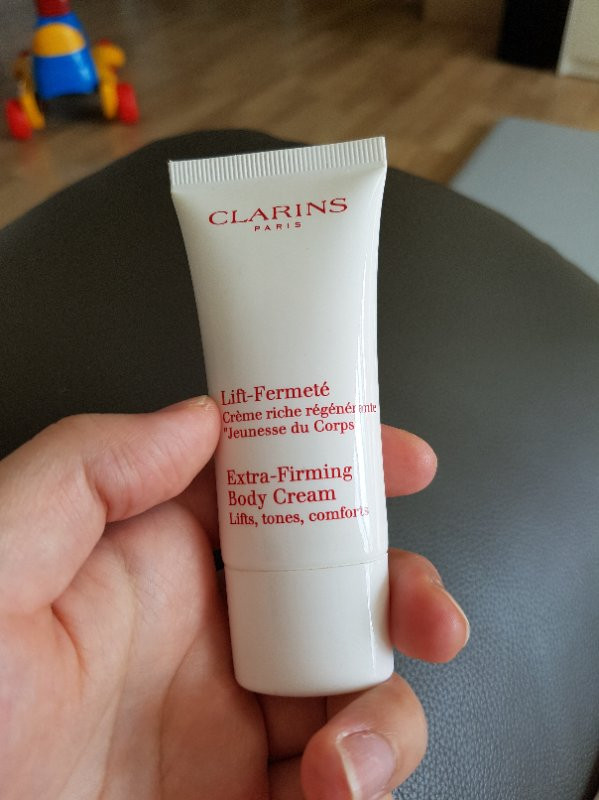 CLARINS
PARIS
Lift-Fermeté
Crème riche régénérante
"Jeunesse du Corps
Extra-Firming
Body Cream
Lifts, tones, comforts